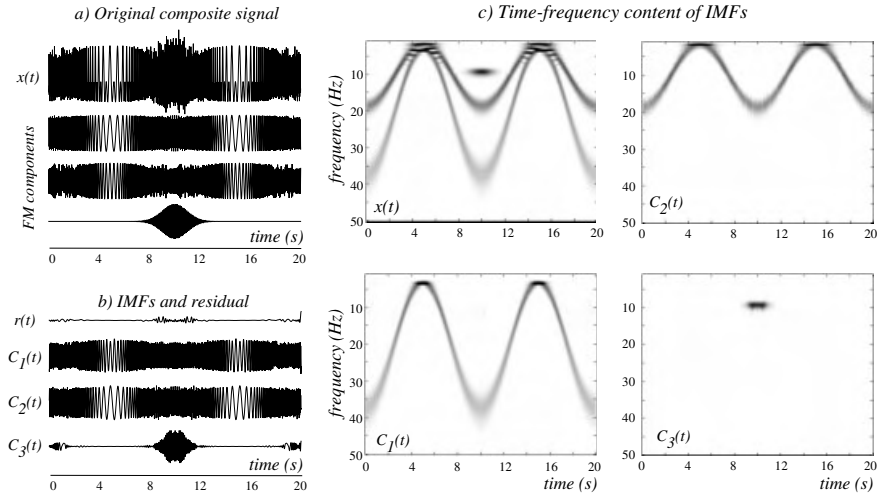 a) Original composite signal
x(t)
FM components
time (s)
0 4 8 12 16 20
b) IMFs and residual
r(t)
C1(t)
C2(t)
C3(t)
time (s)
0 4 8 12 16 20
c) Time-frequency content of IMFs
frequency (Hz)
10
20
30
40
50
x(t)
0 4 8 12 16 20
10
20
30
40
50
C2(t)
0 4 8 12 16 20
frequency (Hz)
10
20
30
40
50
C1(t)
0 4 8 12 16 20
10
20
30
40
50
C3(t)
0 4 8 12 16 20
time (s)
time (s)